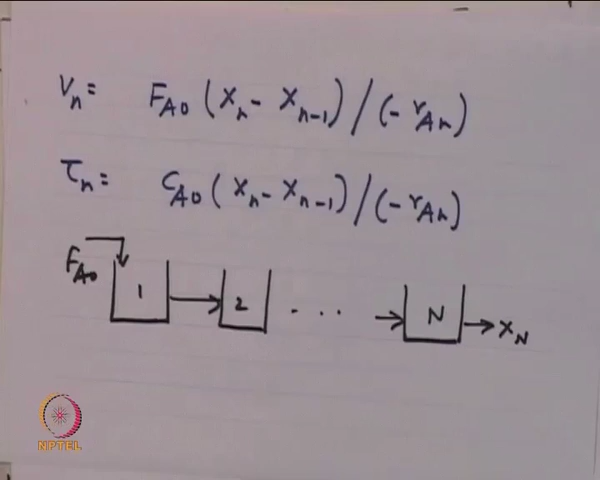 Vn = FA0 (Xn - Xn-1) / (-rAn)
τn = CA0 (Xn - Xn-1) / (-rAn)
FA0 1 2 . . . N XN
NPTEL